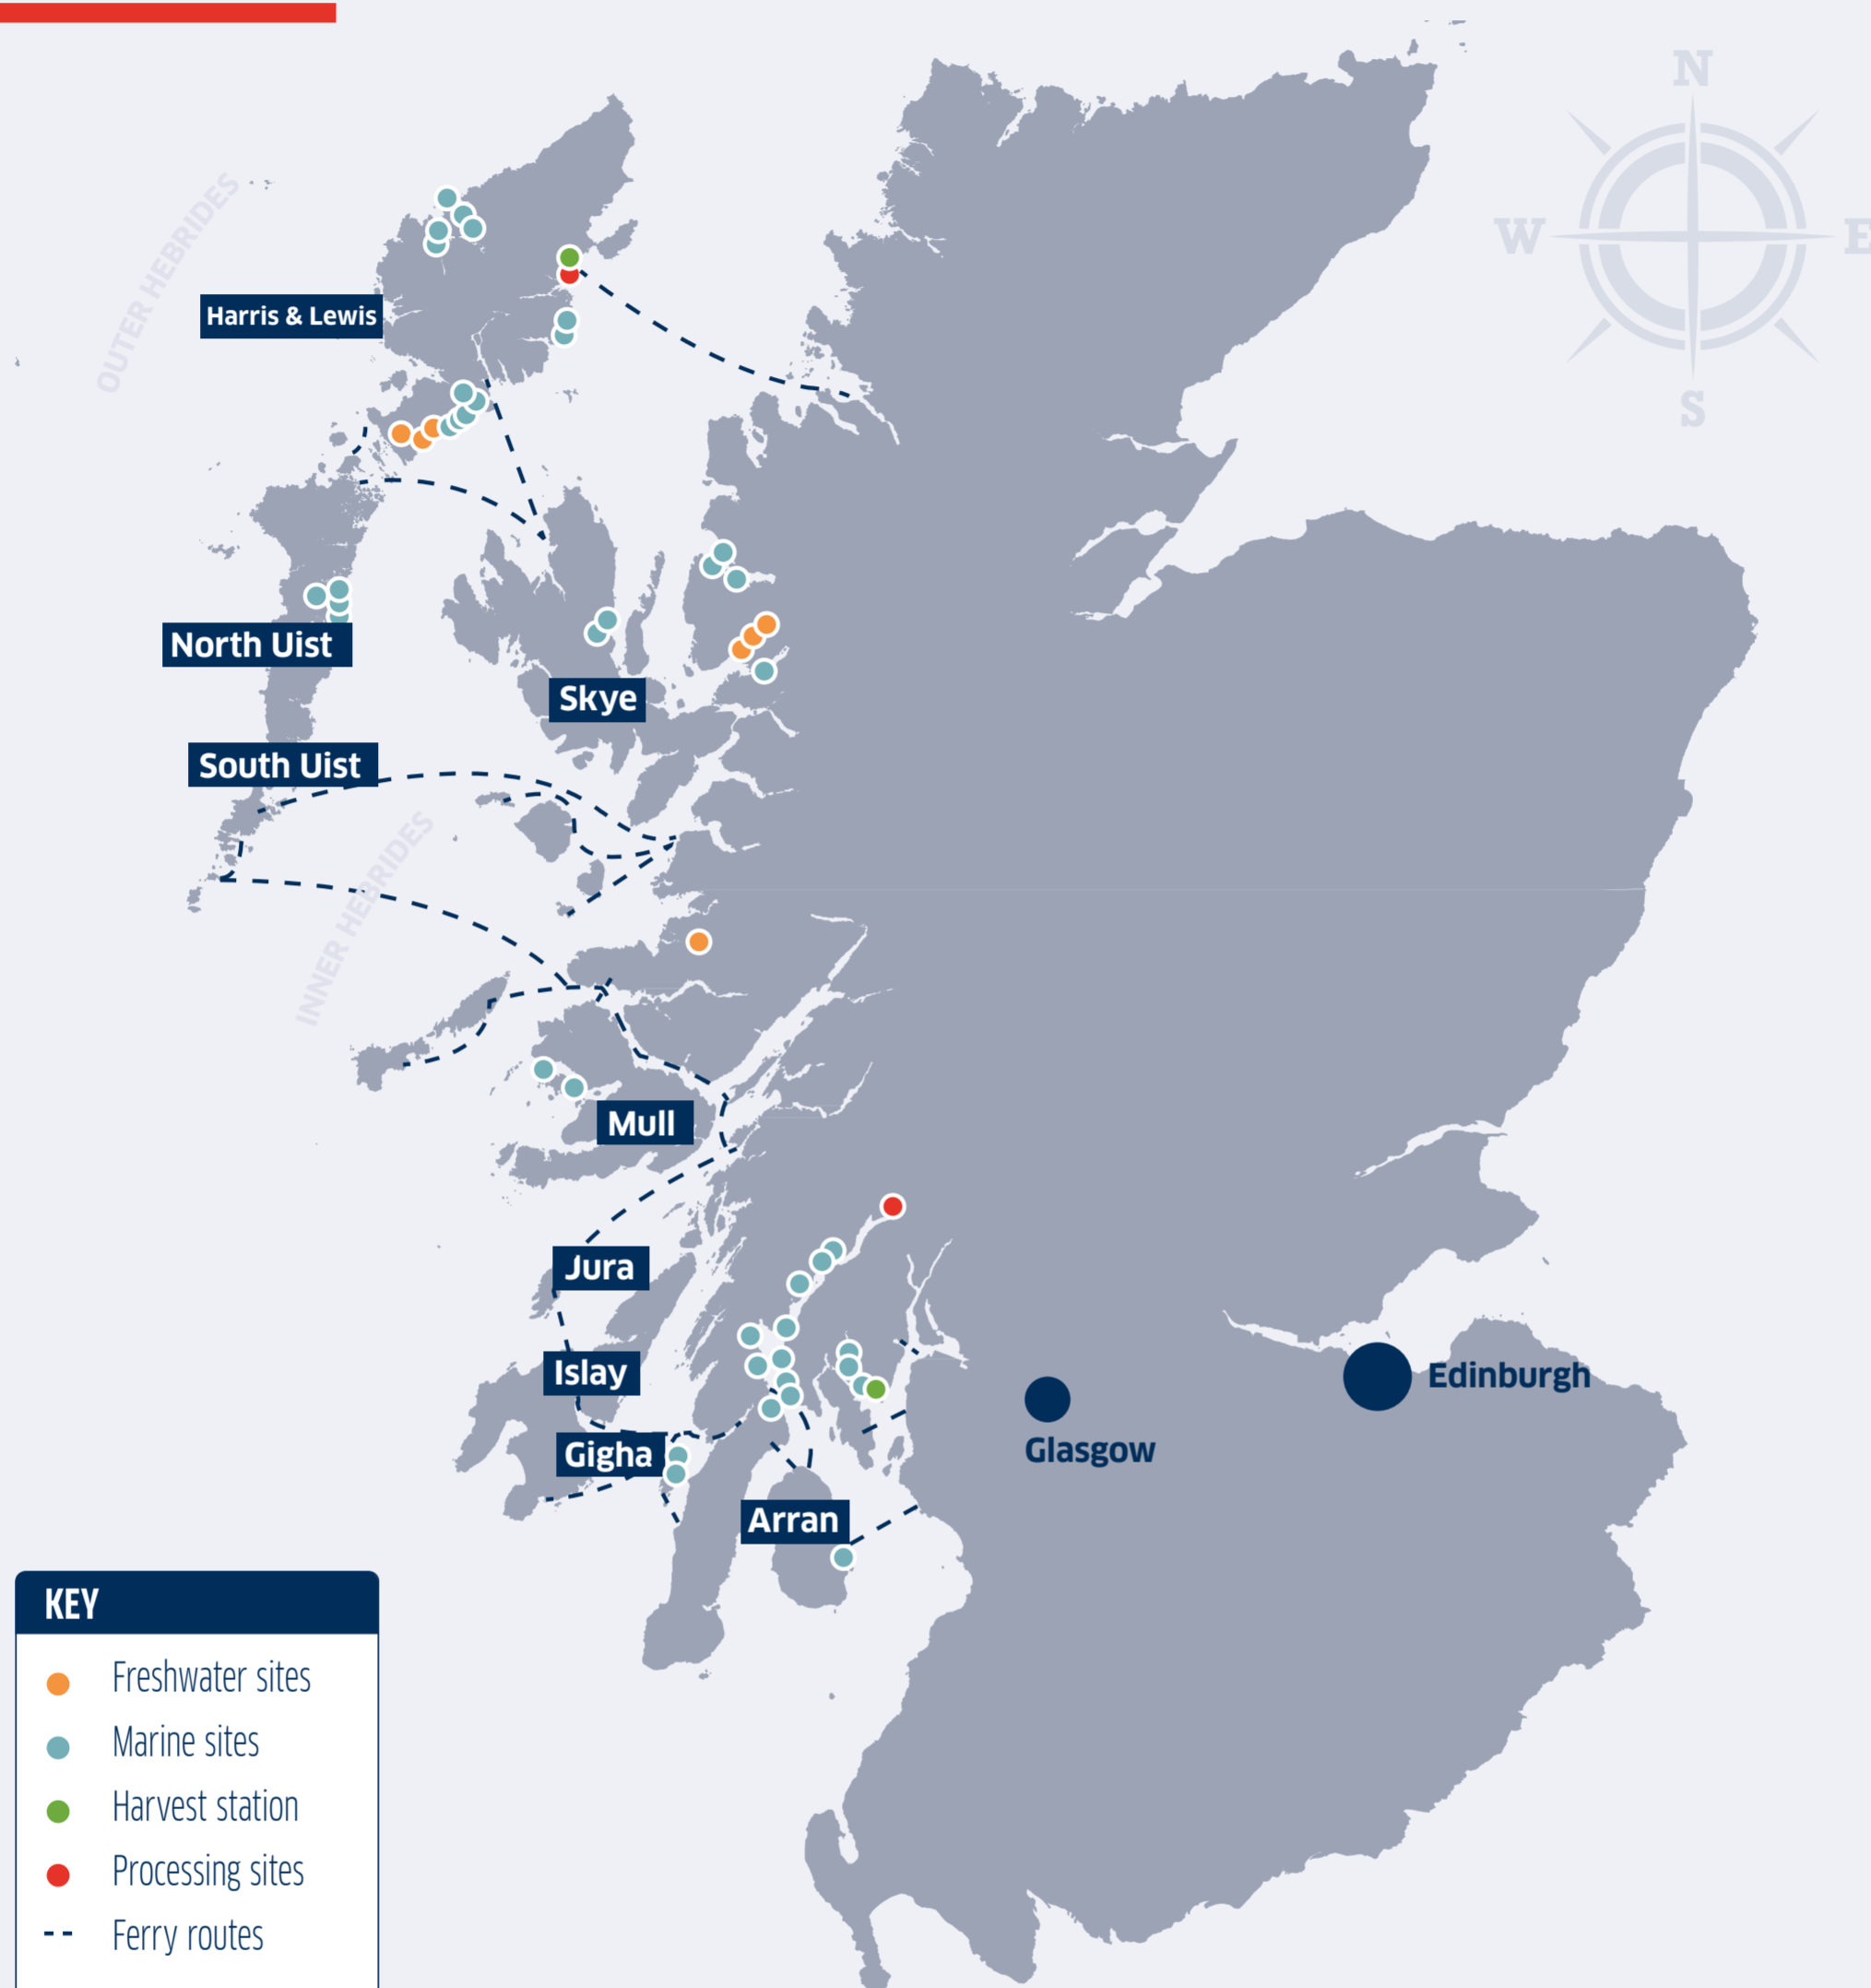 N
W
E
S
OUTER HEBRIDES
Harris & Lewis
North Uist
Skye
South Uist
INNER HEBRIDES
Mull
Jura
Islay
Gigha
Arran
Glasgow
Edinburgh
KEY
Freshwater sites
Marine sites
Harvest station
Processing sites
Ferry routes